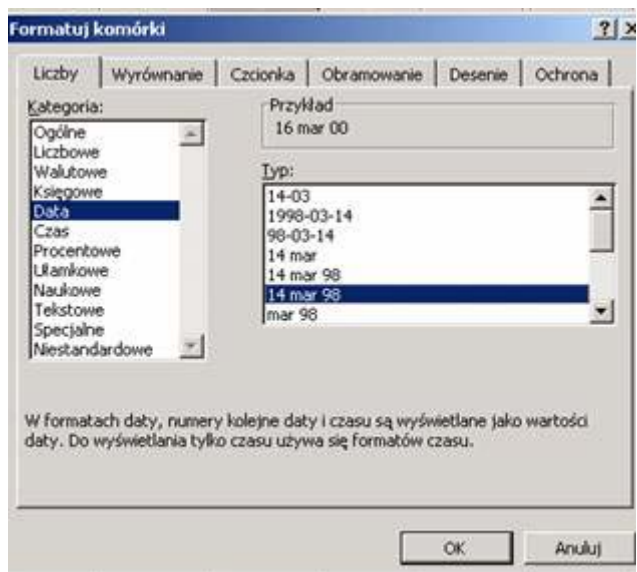 Formatuj komórki
Liczby
Wyrównanie
Czcionka
Obramowanie
Desenie
Ochrona
Kategoria:
Ogólne
Liczbowe
Walutowe
Księgowe
Data
Czas
Procentowe
Ułamkowe
Naukowe
Tekstowe
Specjalne
Niestandardowe
Przykład
16 mar 00
Typ:
14-03
1998-03-14
98-03-14
14 mar
14 mar 98
14 mar 98
mar 98
W formatach daty, numery kolejne daty i czasu są wyświetlane jako wartości
daty. Do wyświetlania tylko czasu używa się formatów czasu.
OK
Anuluj